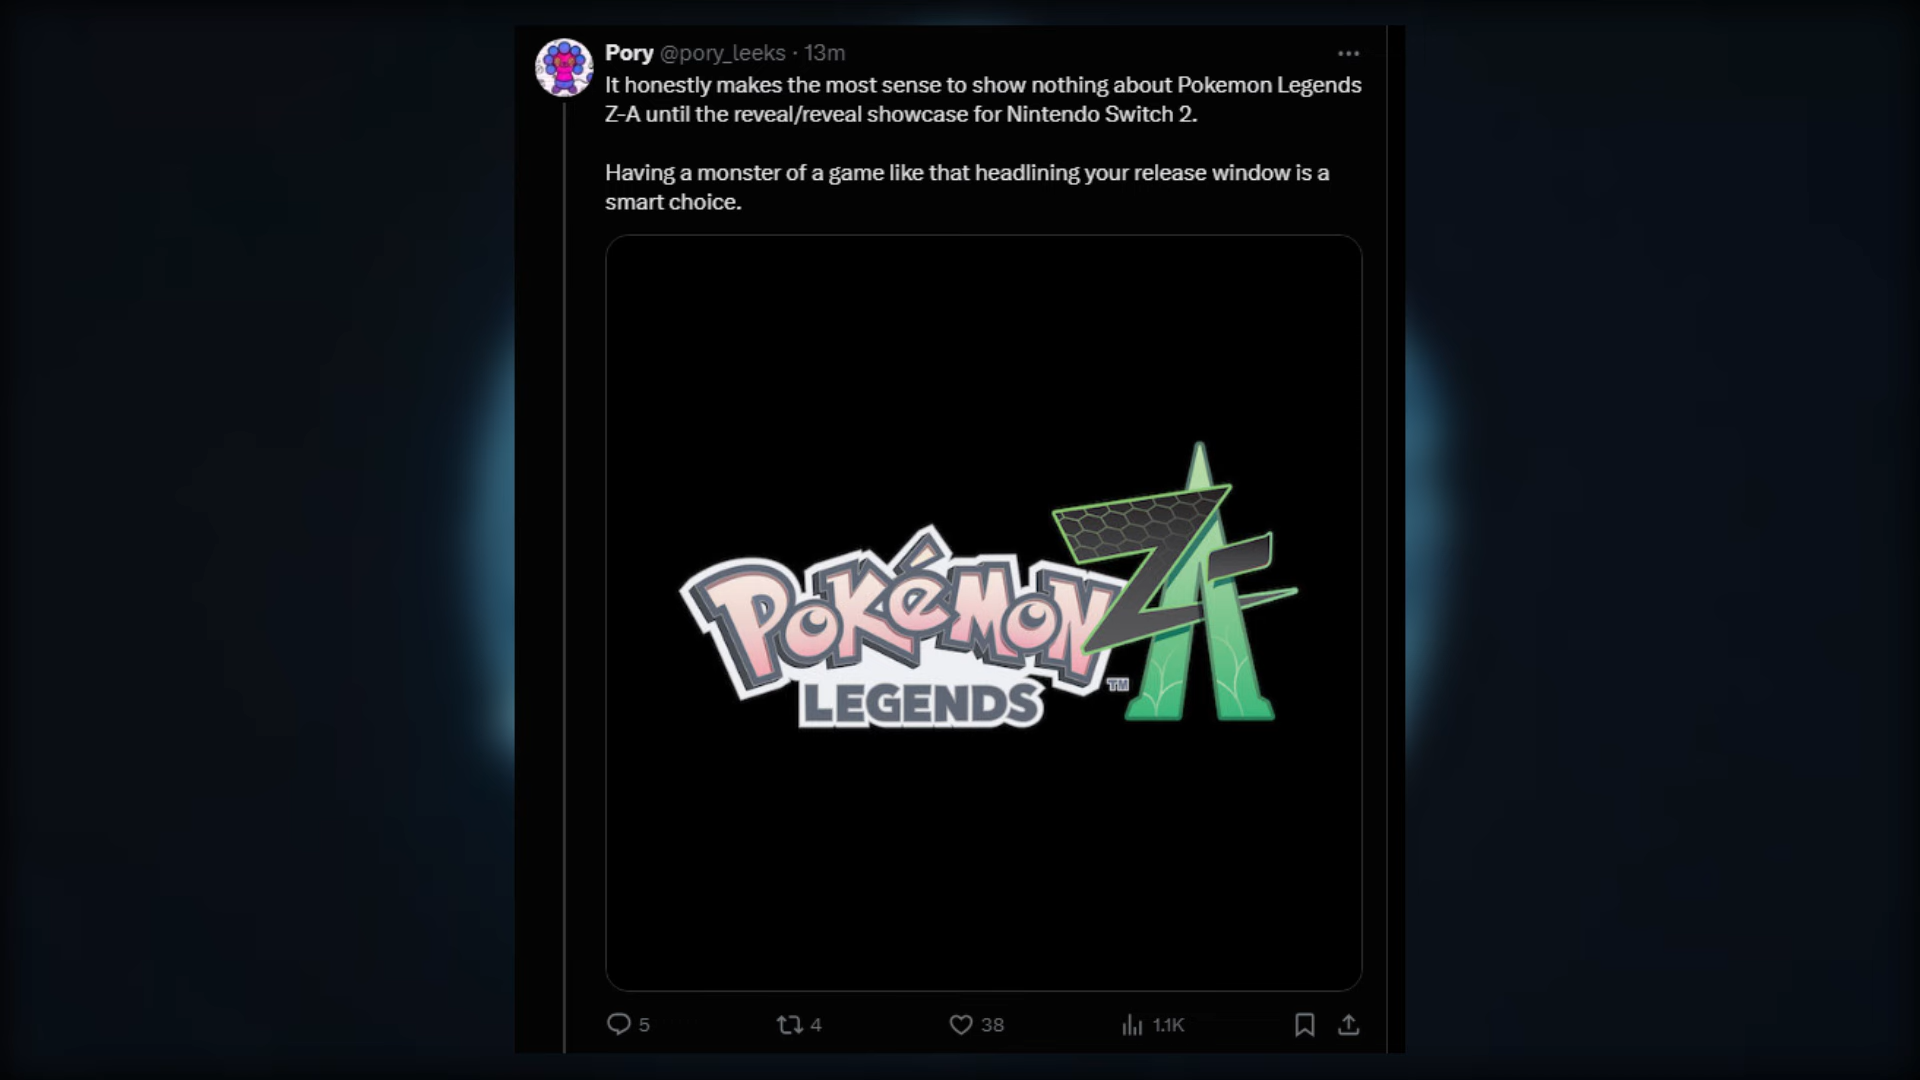 Pory @pory_leeks · 13m
It honestly makes the most sense to show nothing about Pokemon Legends
Z-A until the reveal/reveal showcase for Nintendo Switch 2.
Having a monster of a game like that headlining your release window is a
smart choice.
POKéMON
LEGENDS
ZA
TM
5 4 38 1.1K